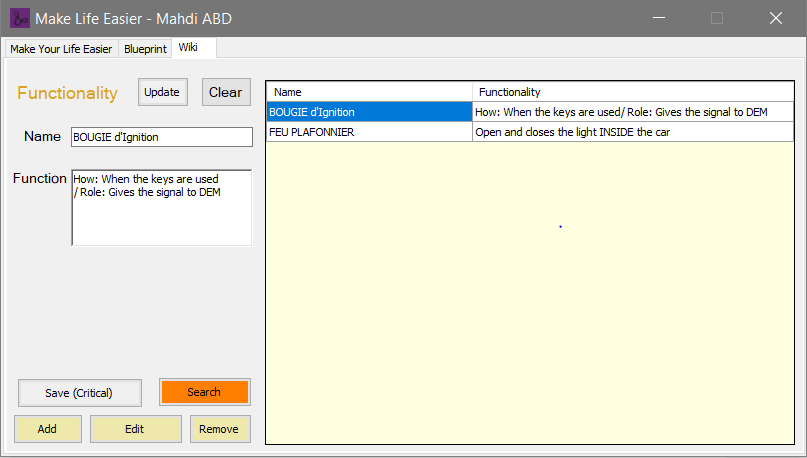 Make Life Easier - Mahdi ABD
Make Your Life Easier Blueprint Wiki
Functionality Update Clear
Name BOUGIE d'Ignition
Function How: When the keys are used
/ Role: Gives the signal to DEM
Save (Critical) Search
Add Edit Remove
Name Functionality
BOUGIE d'Ignition How: When the keys are used/ Role: Gives the signal to DEM
FEU PLAFONNIER Open and closes the light INSIDE the car